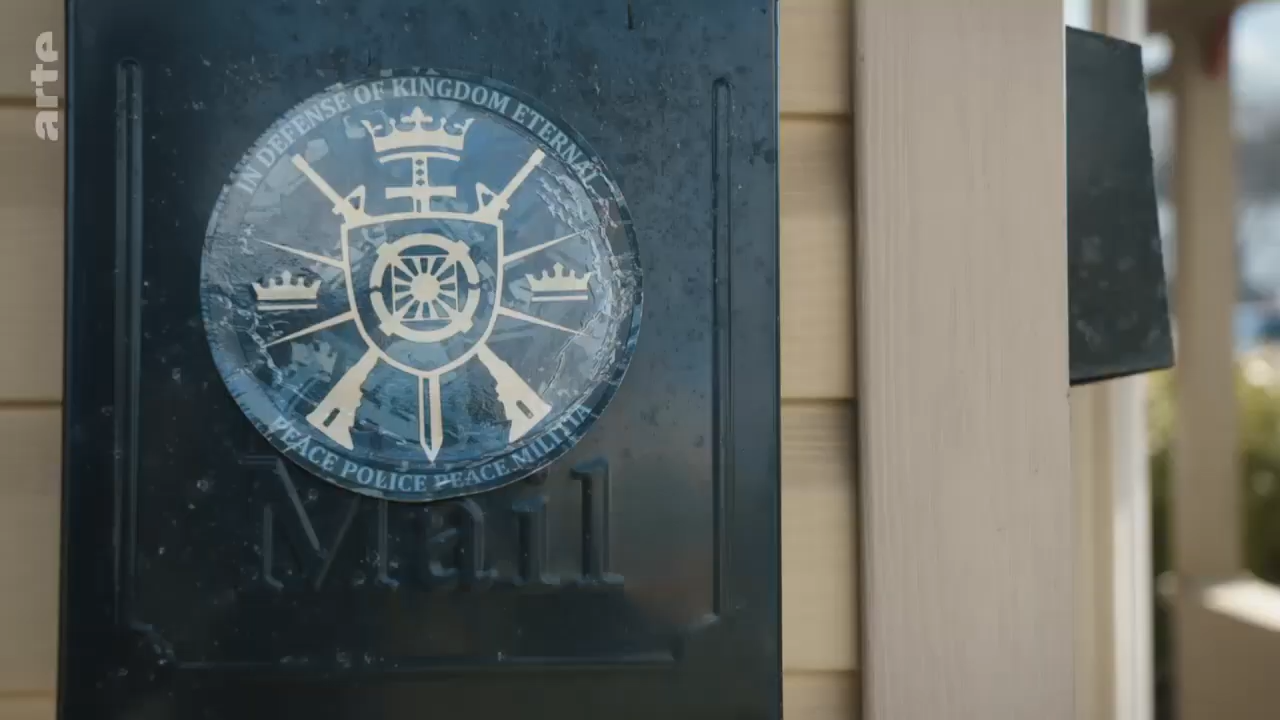 arte
IN DEFENSE OF KINGDOM ETERNAL
PEACE POLICE PEACE MILITIA
Mail